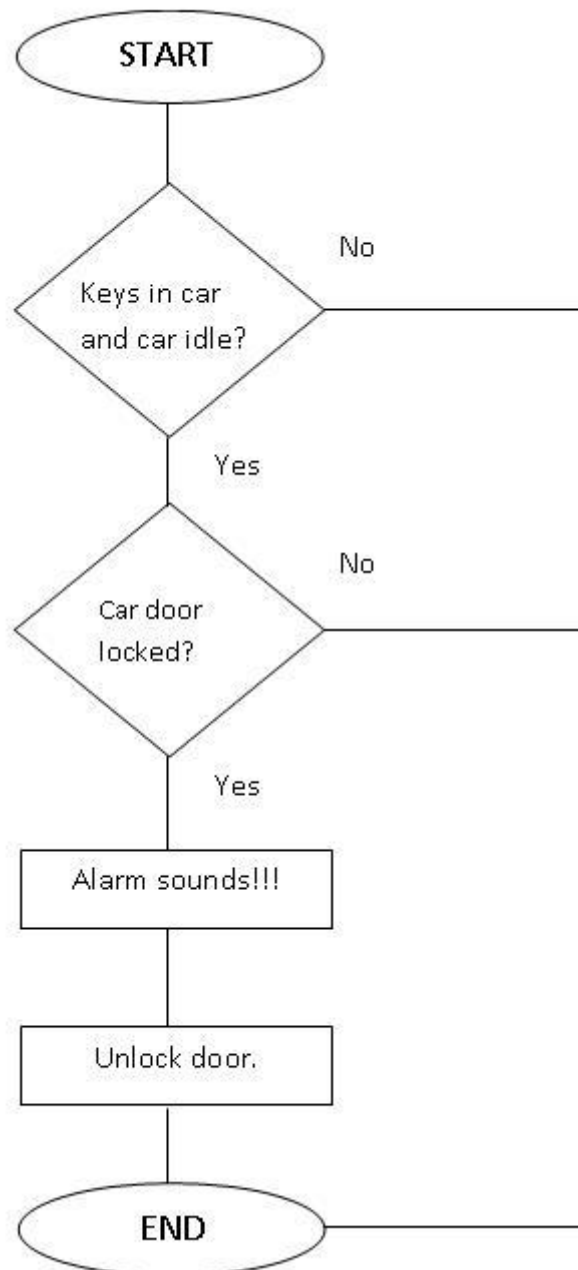 START
No
Keys in car
and car idle?
Yes
No
Car door
locked?
Yes
Alarm sounds!!!
Unlock door.
END